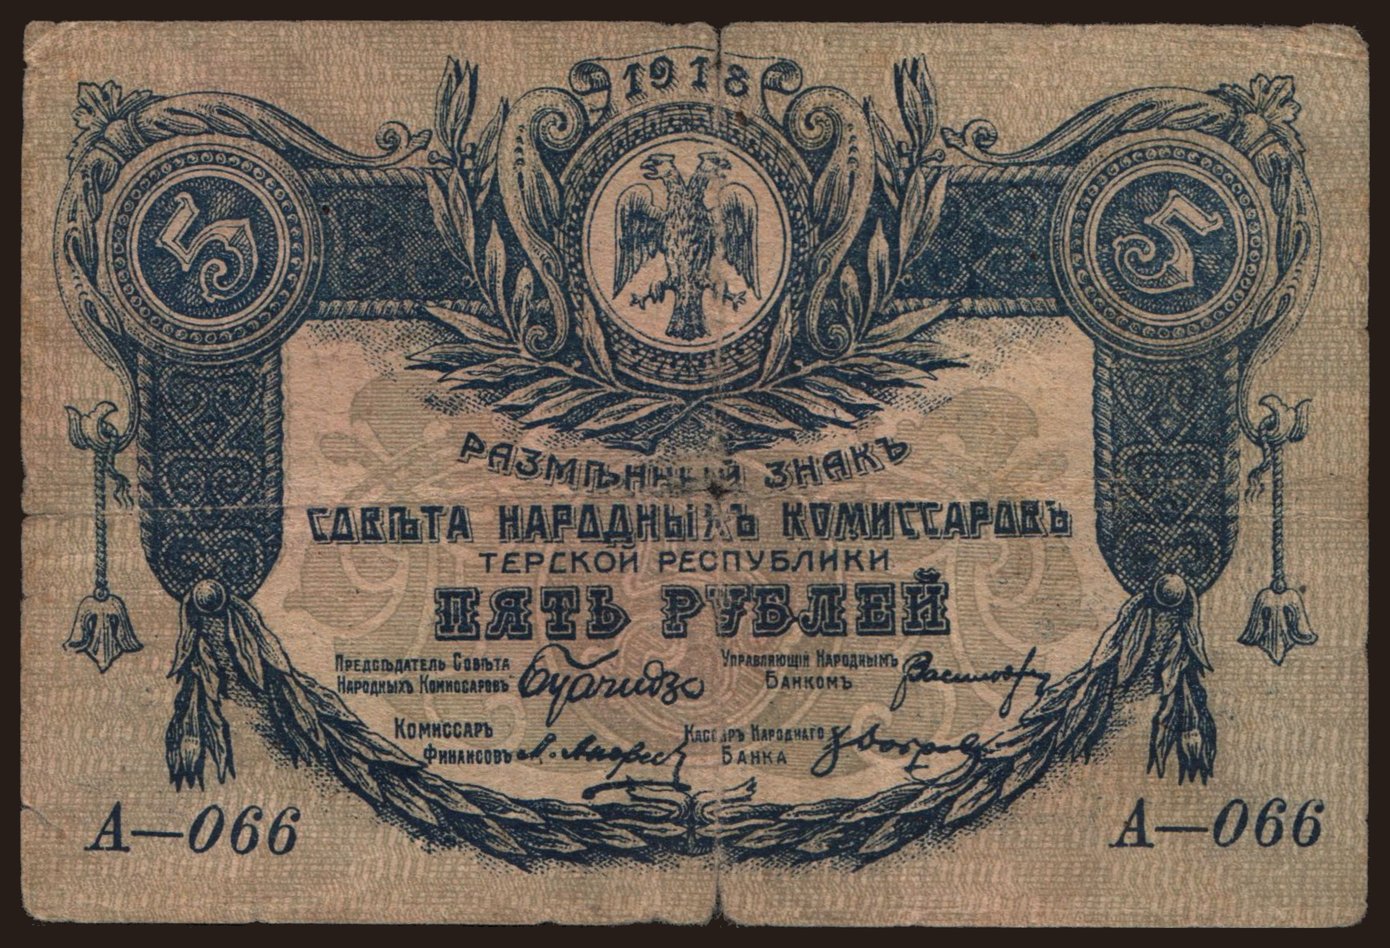 1918
5
5
РАЗМѢННЫЙ ЗНАКЪ
СОВѢТА НАРОДНЫХЪ КОМИССАРОВЪ
ТЕРСКОЙ РЕСПУБЛИКИ
ПЯТЬ РУБЛЕЙ
ПРЕДСѢДАТЕЛЬ СОВѢТА
НАРОДНЫХЪ КОМИССАРОВЪ
УПРАВЛЯЮЩІЙ НАРОДНЫМЪ
БАНКОМЪ
КОМИССАРЪ
ФИНАНСОВЪ
КАССИРЪ НАРОДНАГО
БАНКА
А—066
А—066